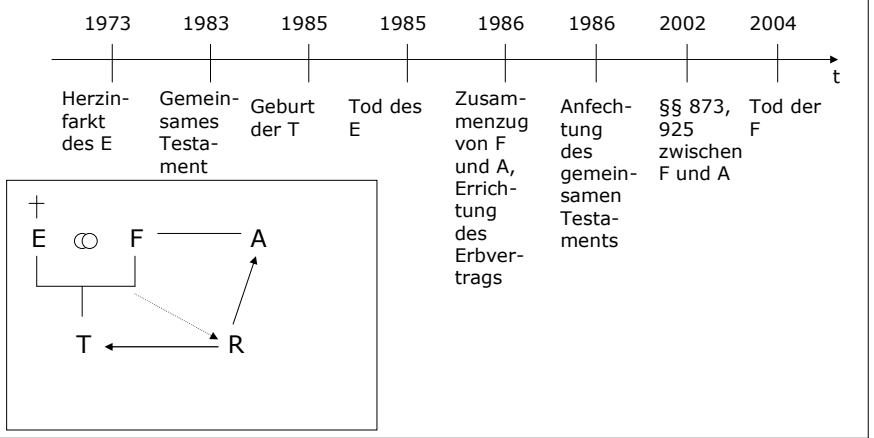 1973 1983 1985 1985 1986 1986 2002 2004
t
Herzin-
farkt
des E
Gemein-
sames
Testa-
ment
Geburt
der T
Tod des
E
Zusam-
menzug
von F
und A,
Errich-
tung
des
Erbver-
trags
Anfech-
tung
des
gemein-
samen
Testa-
ments
§§ 873,
925
zwischen
F und A
Tod der
F
E F A
T R